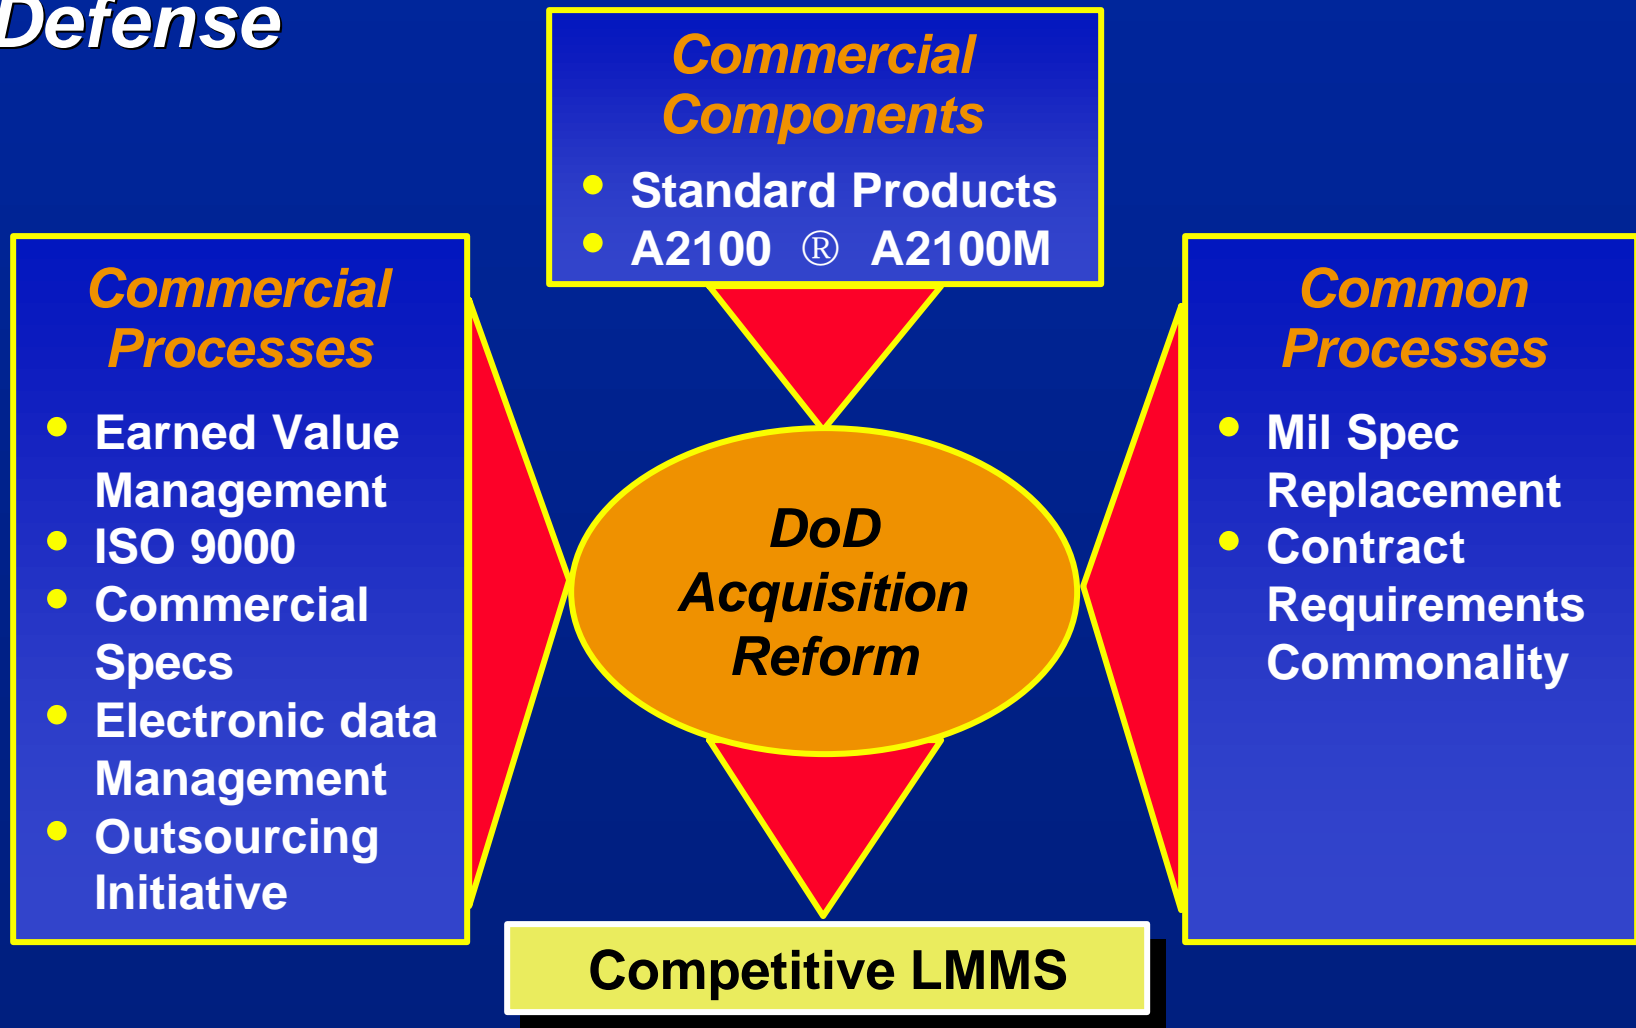 Defense
Commercial
Components
• Standard Products
• A2100 ® A2100M
Commercial
Processes
• Earned Value
Management
• ISO 9000
• Commercial
Specs
• Electronic data
Management
• Outsourcing
Initiative
DoD
Acquisition
Reform
Common
Processes
• Mil Spec
Replacement
• Contract
Requirements
Commonality
Competitive LMMS